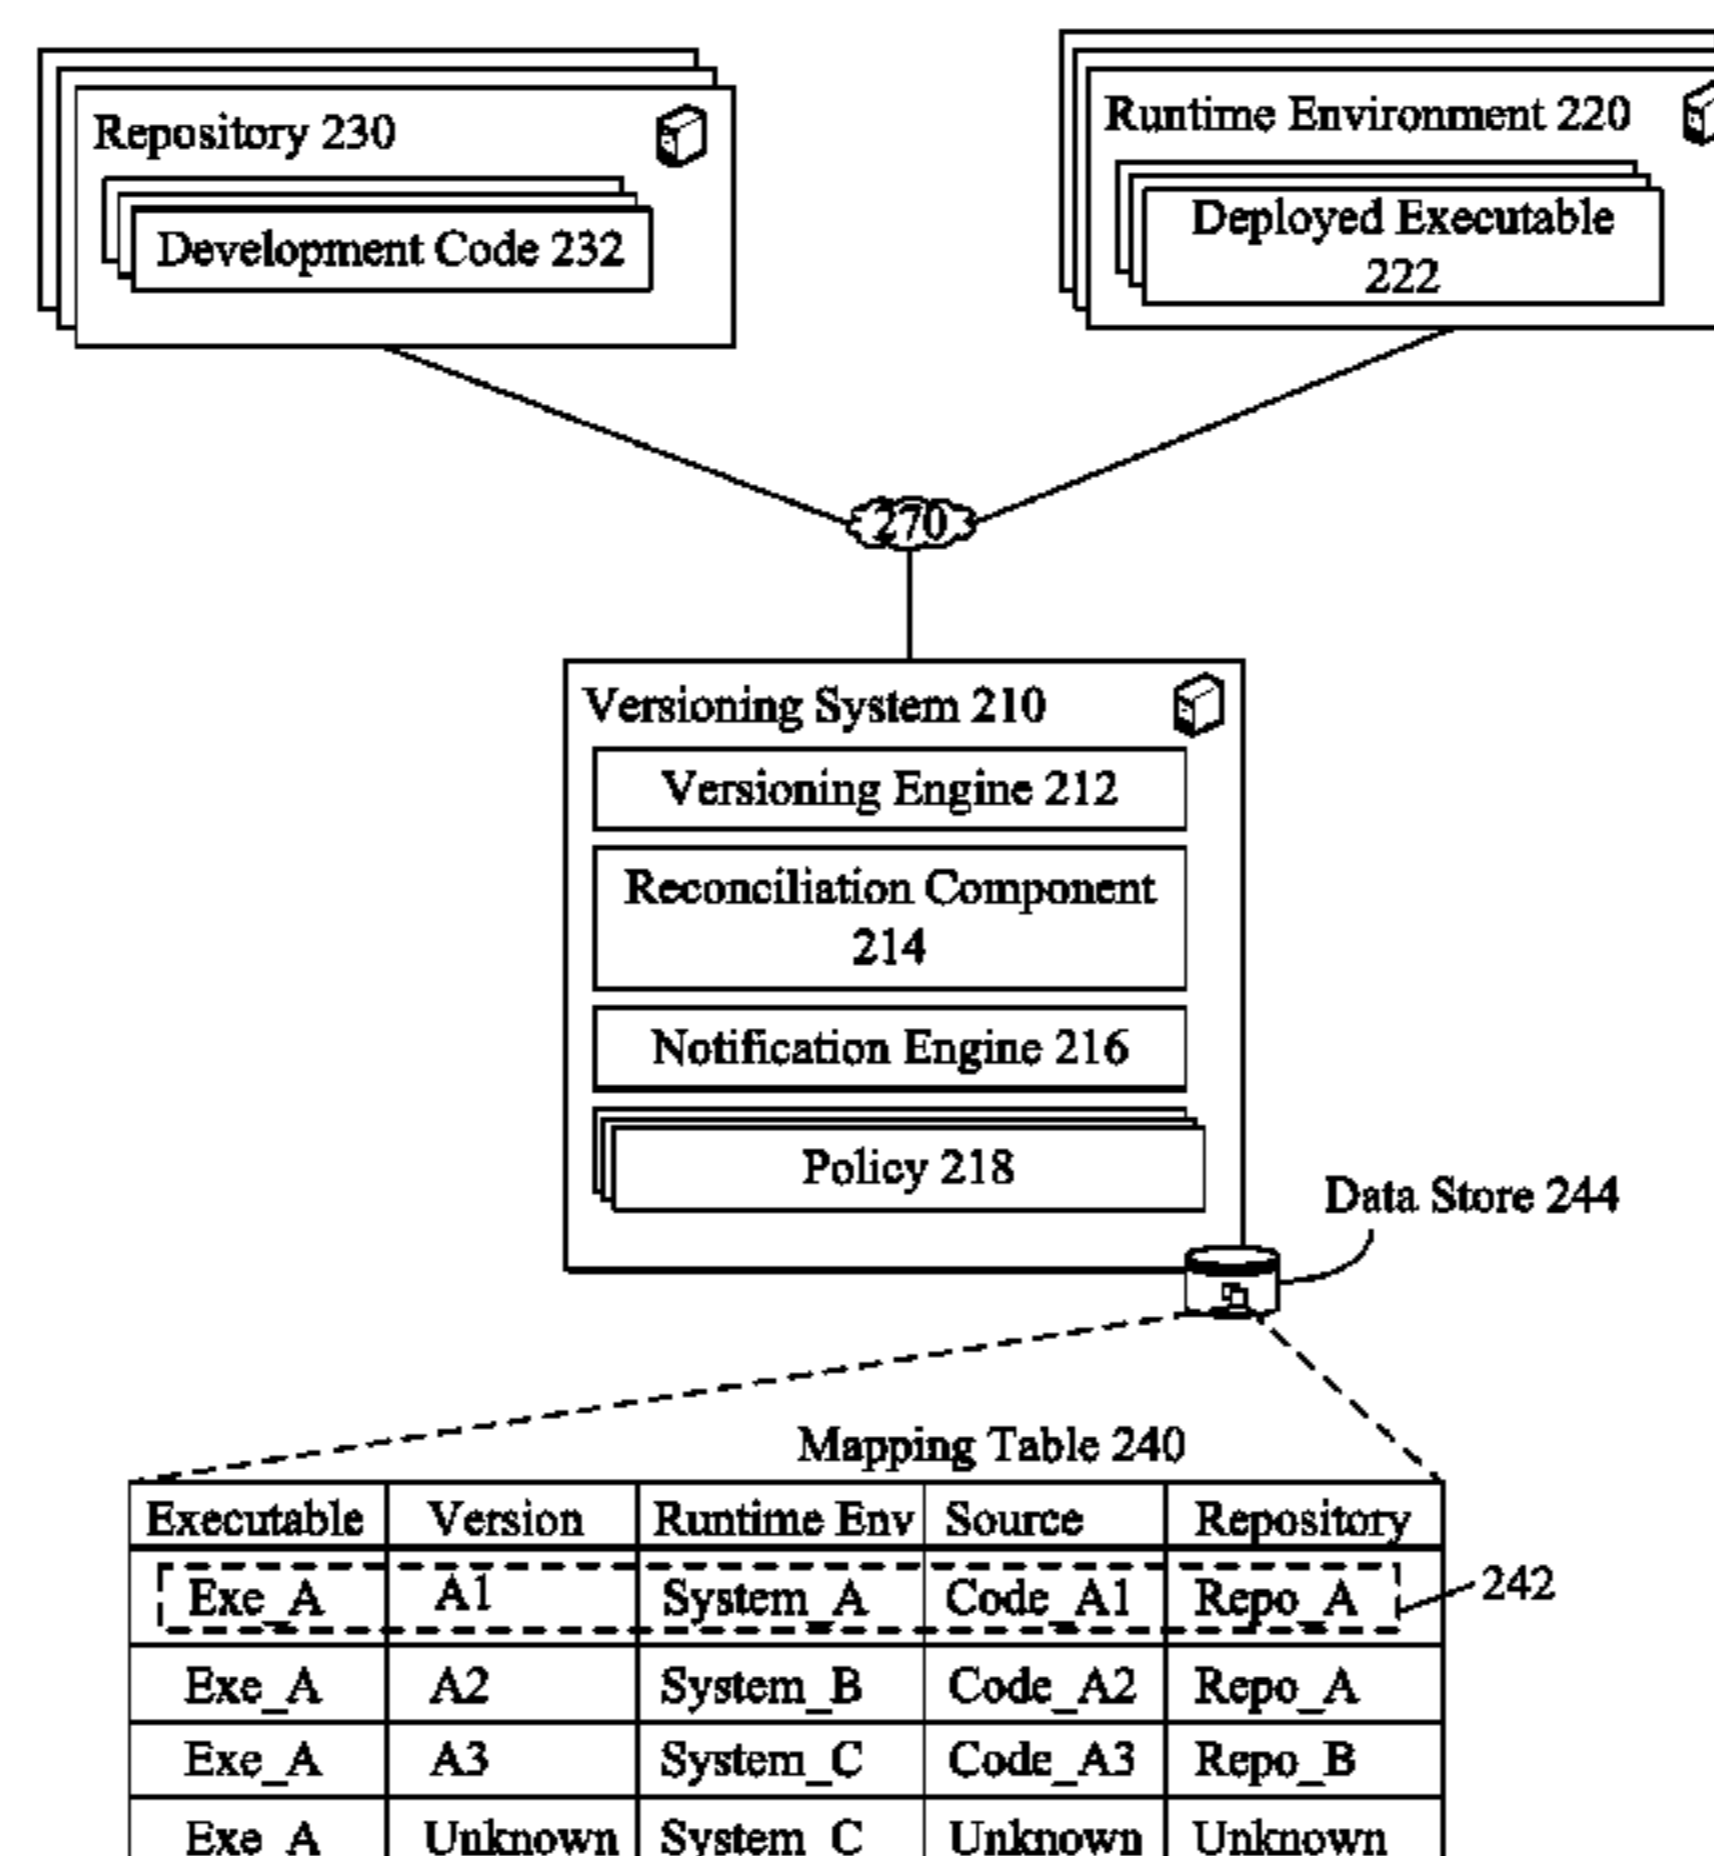 Repository 230
Development Code 232
Runtime Environment 220
Deployed Executable
222
270
Versioning System 210
Versioning Engine 212
Reconciliation Component
214
Notification Engine 216
Policy 218
Data Store 244
Mapping Table 240
Executable Version Runtime Env Source Repository
Exe_A A1 System_A Code_A1 Repo_A
242
Exe_A A2 System_B Code_A2 Repo_A
Exe_A A3 System_C Code_A3 Repo_B
Exe_A Unknown System_C Unknown Unknown